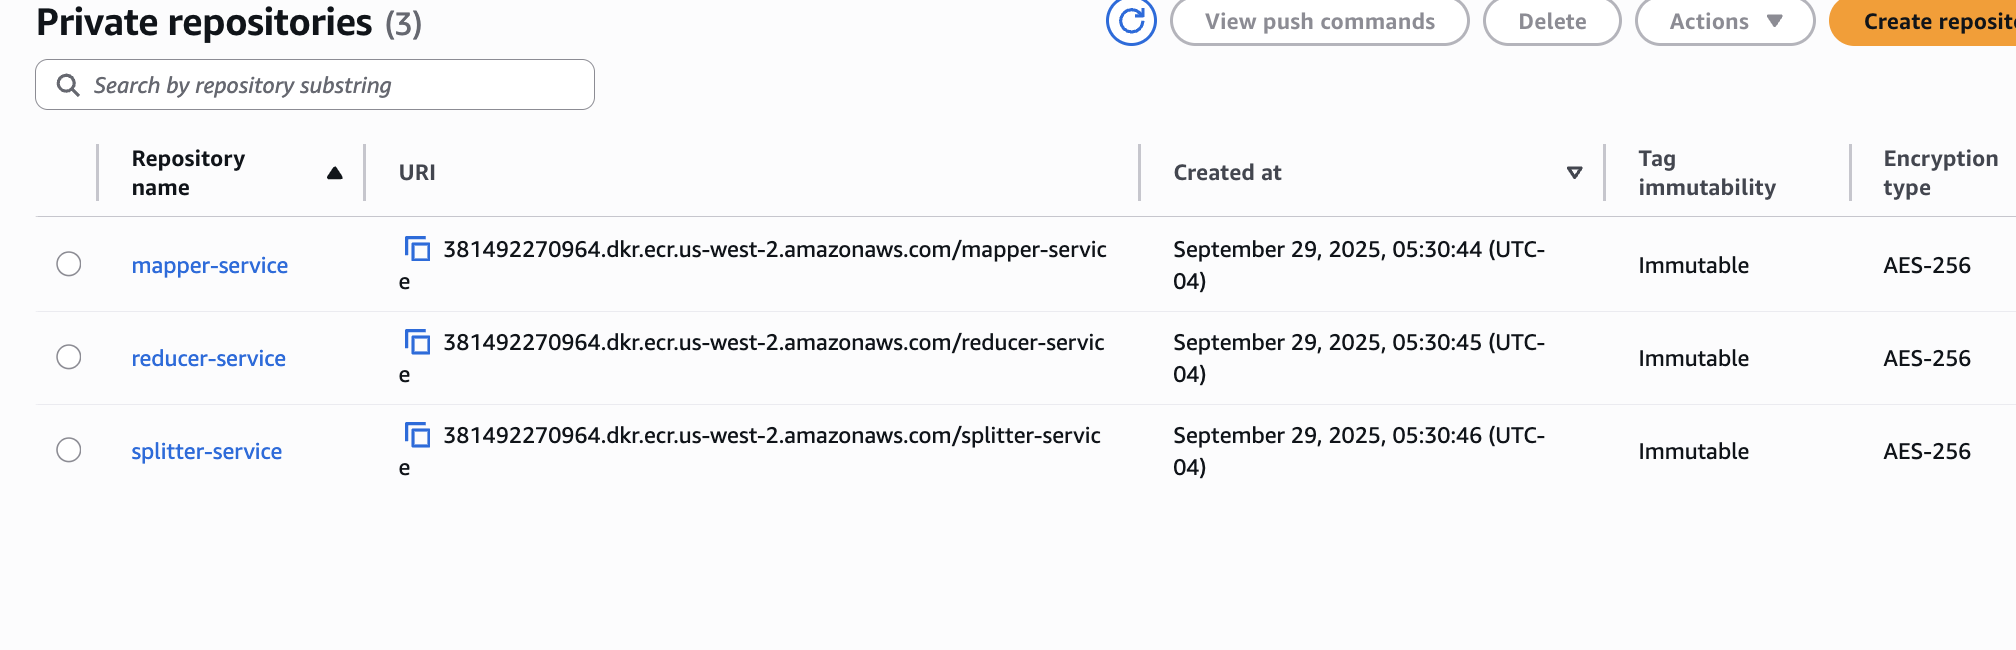 Private repositories (3)
View push commands
Delete
Actions
Create reposit
Search by repository substring
Repository
name
URI
Created at
Tag
immutability
Encryption
type
mapper-service
381492270964.dkr.ecr.us-west-2.amazonaws.com/mapper-servic
e
September 29, 2025, 05:30:44 (UTC-
04)
Immutable
AES-256
reducer-service
381492270964.dkr.ecr.us-west-2.amazonaws.com/reducer-servic
e
September 29, 2025, 05:30:45 (UTC-
04)
Immutable
AES-256
splitter-service
381492270964.dkr.ecr.us-west-2.amazonaws.com/splitter-servic
e
September 29, 2025, 05:30:46 (UTC-
04)
Immutable
AES-256